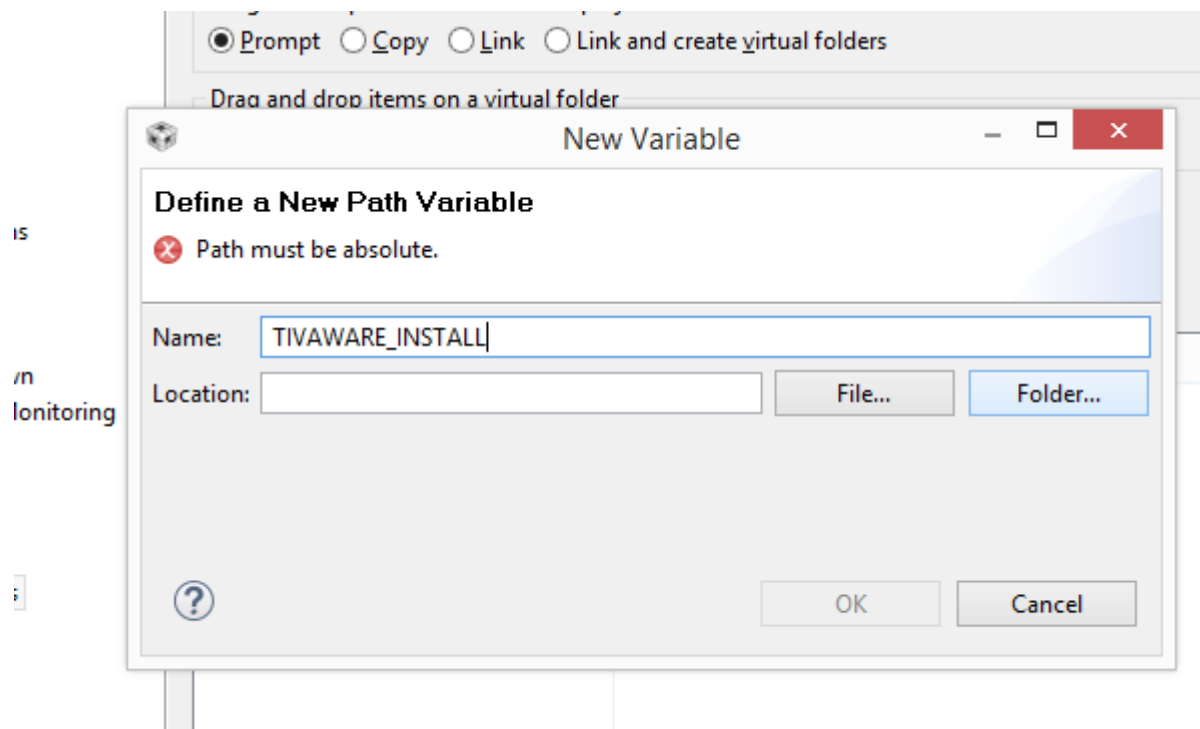 Prompt Copy Link Link and create virtual folders
Drag and drop items on a virtual folder
New Variable
Define a New Path Variable
Path must be absolute.
Name: TIVAWARE_INSTALL
Location: File... Folder...
OK Cancel